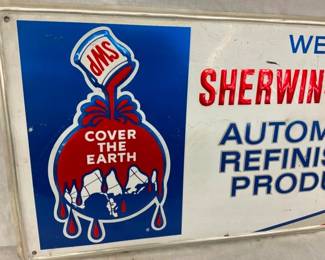 SWP
COVER
THE
EARTH
WE
SHERWIN-
AUTOM
REFINIS
PRODU